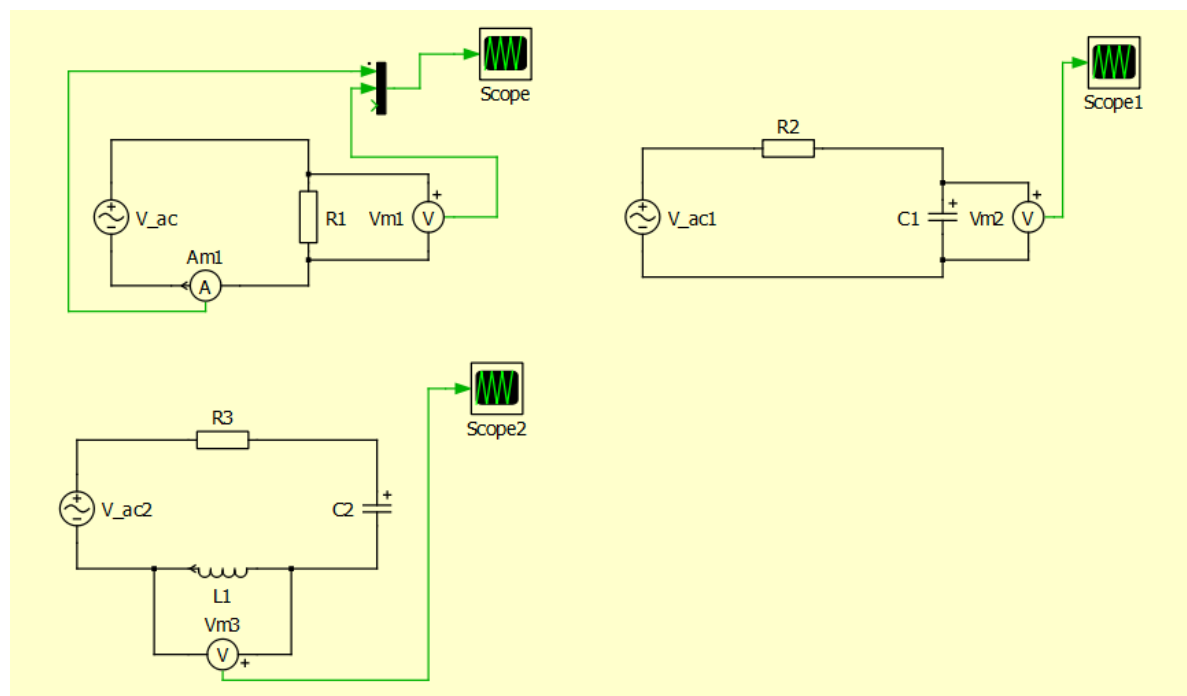 Scope
V_ac
R1
+
Vm1
V
Am1
A
Scope1
R2
V_ac1
C1
+
Vm2
+
V
Scope2
R3
V_ac2
C2
+
L1
Vm3
V
+